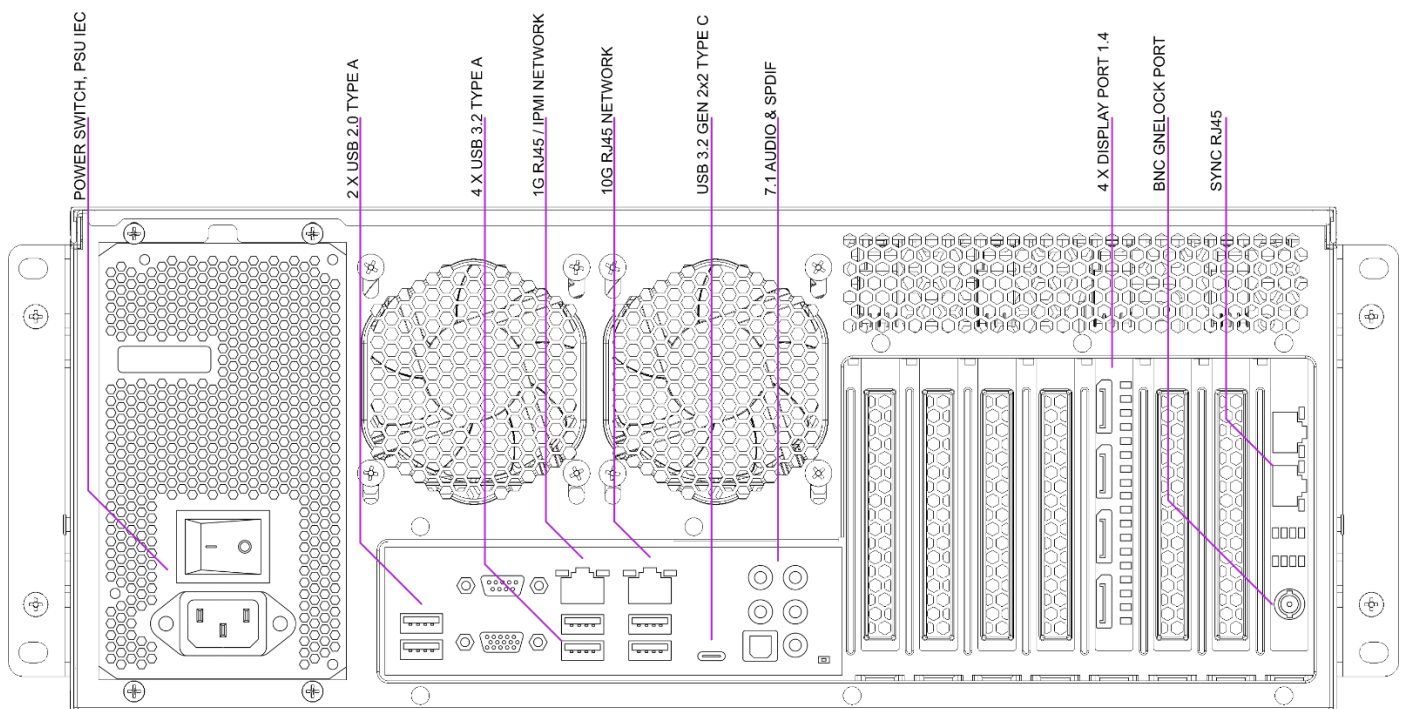 POWER SWITCH, PSU IEC
2 X USB 2.0 TYPE A
4 X USB 3.2 TYPE A
1G RJ45 / IPMI NETWORK
10G RJ45 NETWORK
USB 3.2 GEN 2x2 TYPE C
7.1 AUDIO & SPDIF
4 X DISPLAY PORT 1.4
BNC GNELOCK PORT
SYNC RJ45